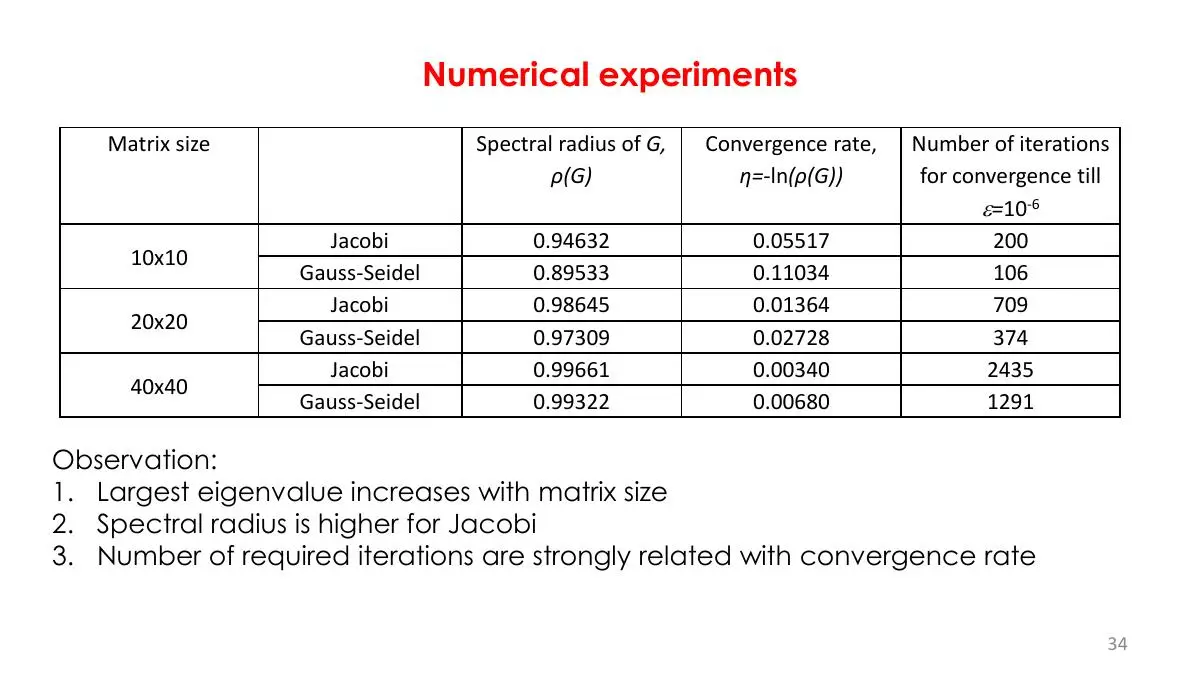 Numerical experiments
Matrix size
Spectral radius of G,
ρ(G)
Convergence rate,
η=-ln(ρ(G))
Number of iterations
for convergence till
ε=10⁻⁶
10x10
Jacobi 0.94632 0.05517 200
Gauss-Seidel 0.89533 0.11034 106
20x20
Jacobi 0.98645 0.01364 709
Gauss-Seidel 0.97309 0.02728 374
40x40
Jacobi 0.99661 0.00340 2435
Gauss-Seidel 0.99322 0.00680 1291
Observation:
1. Largest eigenvalue increases with matrix size
2. Spectral radius is higher for Jacobi
3. Number of required iterations are strongly related with convergence rate
34